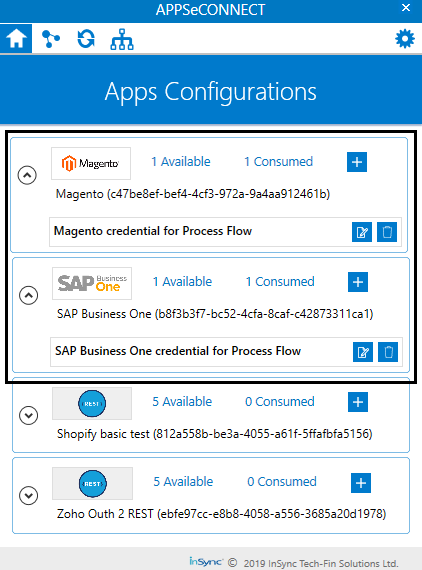 APPSeCONNECT
Apps Configurations
Magento 1 Available 1 Consumed
Magento (c47be8ef-bef4-4cf3-972a-9a4aa912461b)
Magento credential for Process Flow
SAP Business One 1 Available 1 Consumed
SAP Business One (b8f3b3f7-bc52-4cfa-8caf-c42873311ca1)
SAP Business One credential for Process Flow
REST 5 Available 0 Consumed
Shopify basic test (812a558b-be3a-4055-a61f-5ffafbfa5156)
REST 5 Available 0 Consumed
Zoho Outh 2 REST (ebfe97cc-e8b8-4058-a556-3685a20d1978)
inSync © 2019 InSync Tech-Fin Solutions Ltd.